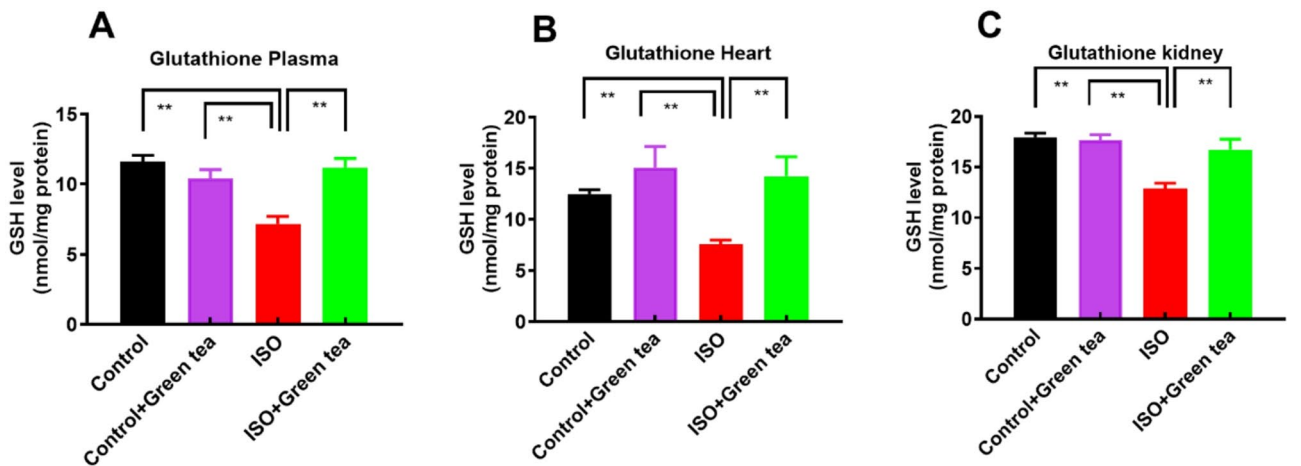 A
Glutathione Plasma
**
**
**
GSH level
(nmol/mg protein)
15
10
5
0
Control
Control+Green tea
ISO
ISO+Green tea
B
Glutathione Heart
**
**
**
GSH level
(nmol/mg protein)
20
15
10
5
0
Control
Control+Green tea
ISO
ISO+Green tea
C
Glutathione kidney
**
**
**
GSH level
(nmol/mg protein)
20
15
10
5
0
Control
Control+Green tea
ISO
ISO+Green tea